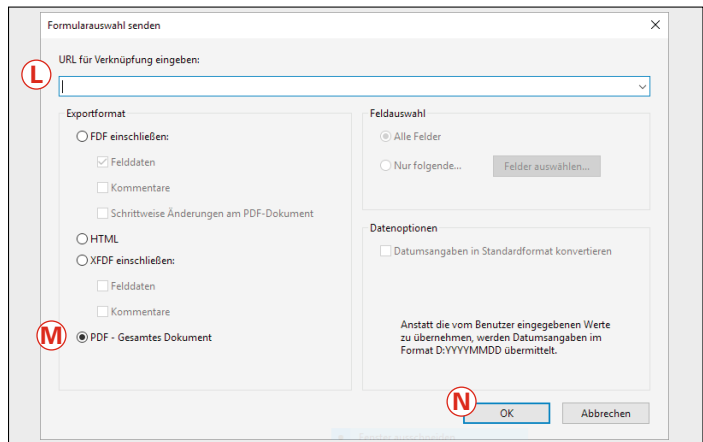 Formularauswahl senden
URL für Verknüpfung eingeben:
L
Exportformat
FDF einschließen:
Felddaten
Kommentare
Schrittweise Änderungen am PDF-Dokument
HTML
XFDF einschließen:
Felddaten
Kommentare
M
PDF - Gesamtes Dokument
Feldauswahl
Alle Felder
Nur folgende...
Felder auswählen...
Datenoptionen
Datumsangaben in Standardformat konvertieren
Anstatt die vom Benutzer eingegebenen Werte
zu übernehmen, werden Datumsangaben im
Format D:YYYYMMDD übermittelt.
N
OK
Abbrechen
Fenster ausschneiden